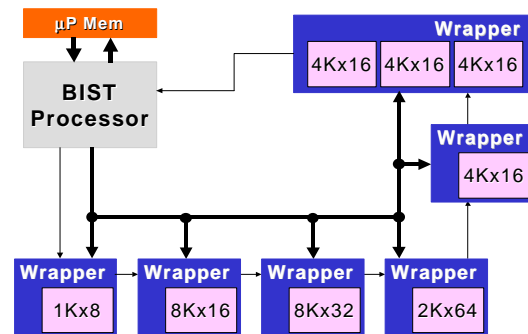 µP Mem
BIST
Processor
Wrapper
4Kx16 4Kx16 4Kx16
Wrapper
4Kx16
Wrapper
1Kx8
Wrapper
8Kx16
Wrapper
8Kx32
Wrapper
2Kx64